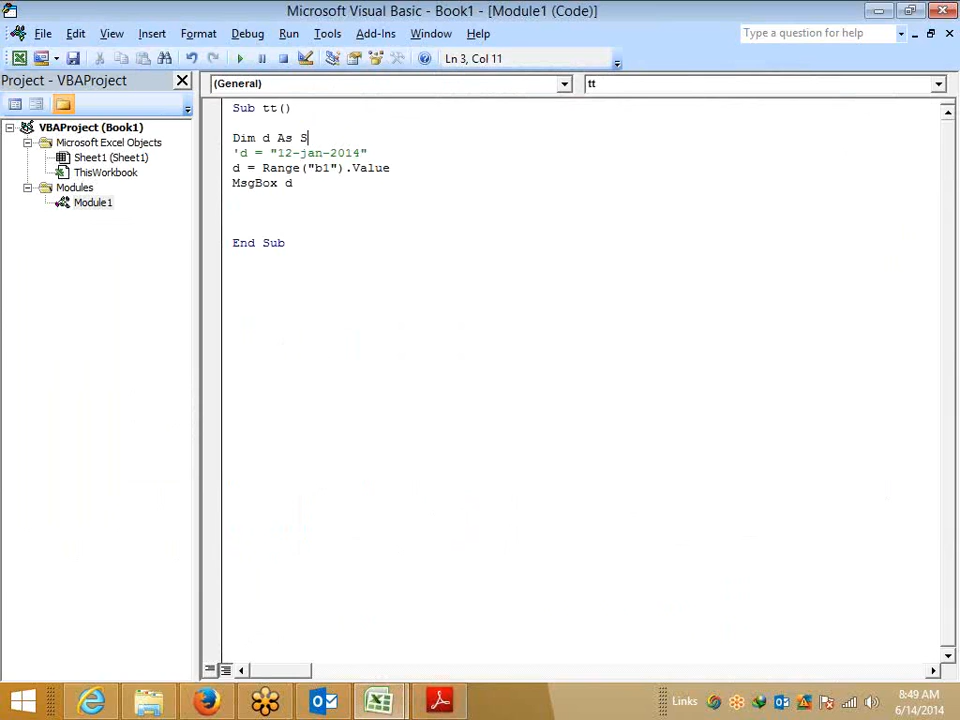 Microsoft Visual Basic - Book1 - [Module1 (Code)]
File Edit View Insert Format Debug Run Tools Add-Ins Window Help
Type a question for help
Ln 3, Col 11
Project - VBAProject
(General)
tt
VBAProject (Book1)
Microsoft Excel Objects
Sheet1 (Sheet1)
ThisWorkbook
Modules
Module1
Sub tt()
Dim d As S
'd = "12-jan-2014"
d = Range("b1").Value
MsgBox d
End Sub
Links
8:49 AM
6/14/2014